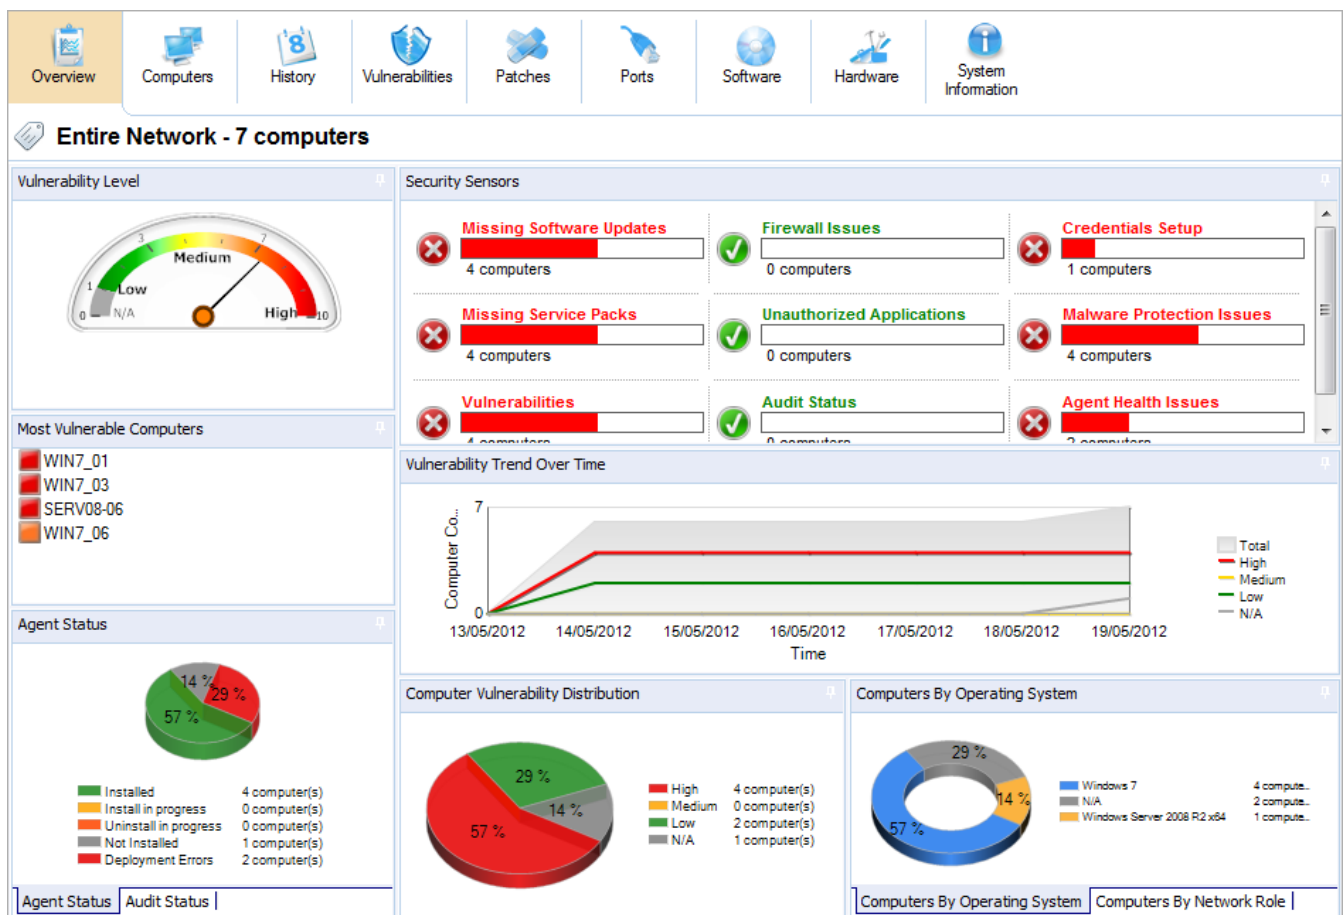 Overview
Computers
History
Vulnerabilities
Patches
Ports
Software
Hardware
System
Information
8
Entire Network - 7 computers
Vulnerability Level
0
1
3
7
10
N/A
Low
Medium
High
Security Sensors
Missing Software Updates
4 computers
Firewall Issues
0 computers
Credentials Setup
1 computers
Missing Service Packs
4 computers
Unauthorized Applications
0 computers
Malware Protection Issues
4 computers
Vulnerabilities
4 computers
Audit Status
0 computers
Agent Health Issues
2 computers
Most Vulnerable Computers
WIN7_01
WIN7_03
SERV08-06
WIN7_06
Vulnerability Trend Over Time
Computer Co...
7
0
13/05/2012 14/05/2012 15/05/2012 16/05/2012 17/05/2012 18/05/2012 19/05/2012
Time
Total
High
Medium
Low
N/A
Agent Status
14 %
29 %
57 %
Installed 4 computer(s)
Install in progress 0 computer(s)
Uninstall in progress 0 computer(s)
Not Installed 1 computer(s)
Deployment Errors 2 computer(s)
Agent Status Audit Status
Computer Vulnerability Distribution
29 %
14 %
57 %
High 4 computer(s)
Medium 0 computer(s)
Low 2 computer(s)
N/A 1 computer(s)
Computers By Operating System
29 %
14 %
57 %
Windows 7 4 compute..
N/A 2 compute..
Windows Server 2008 R2 x64 1 compute..
Computers By Operating System Computers By Network Role